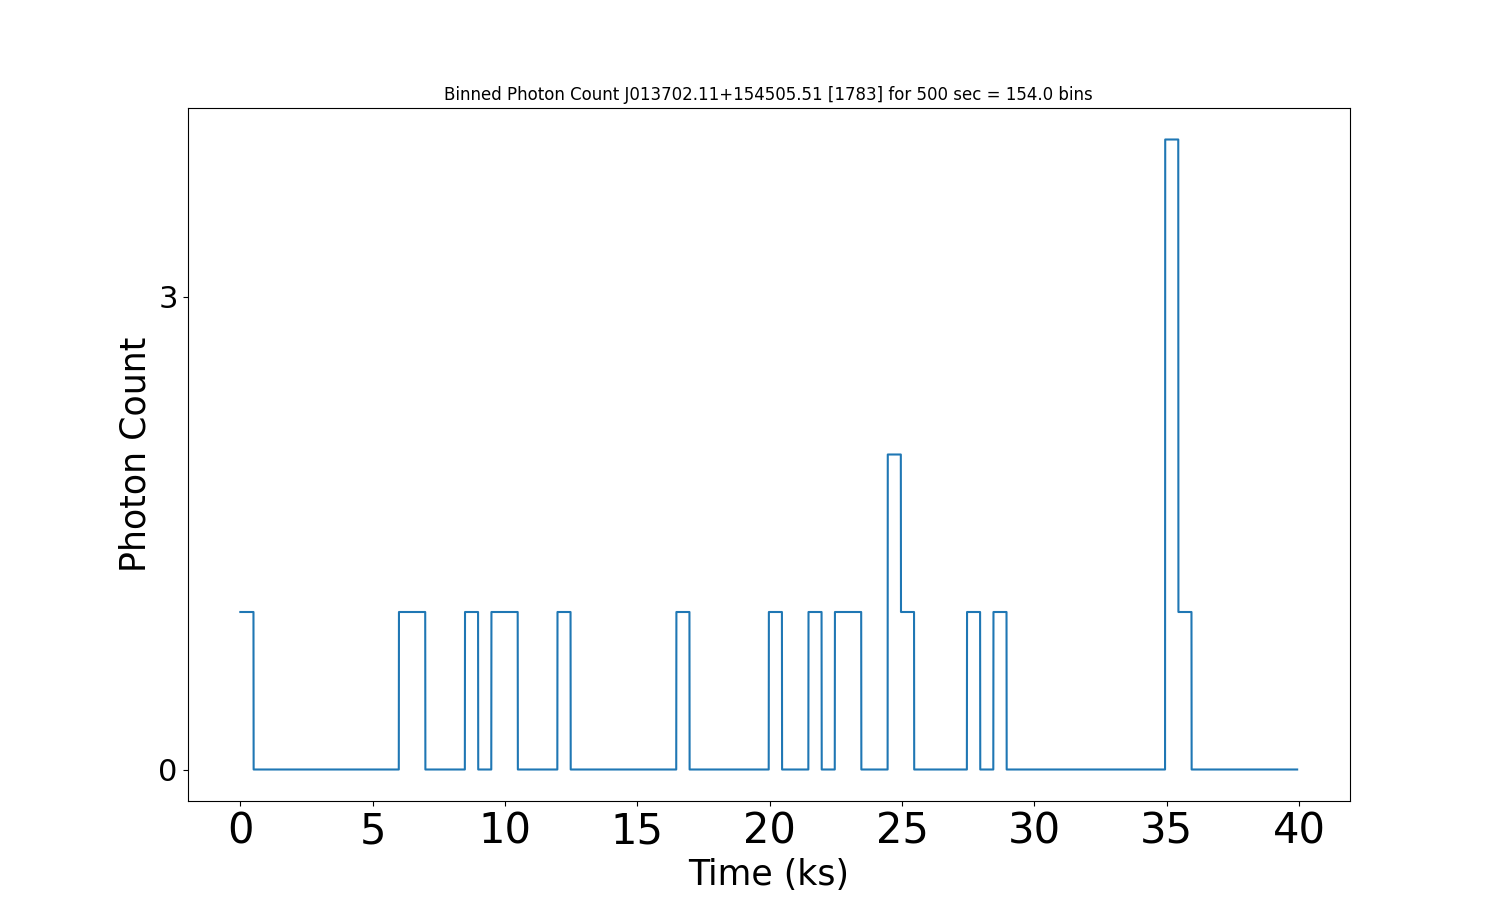 Binned Photon Count J013702.11+154505.51 [1783] for 500 sec = 154.0 bins
Photon Count
3
0
0 5 10 15 20 25 30 35 40
Time (ks)